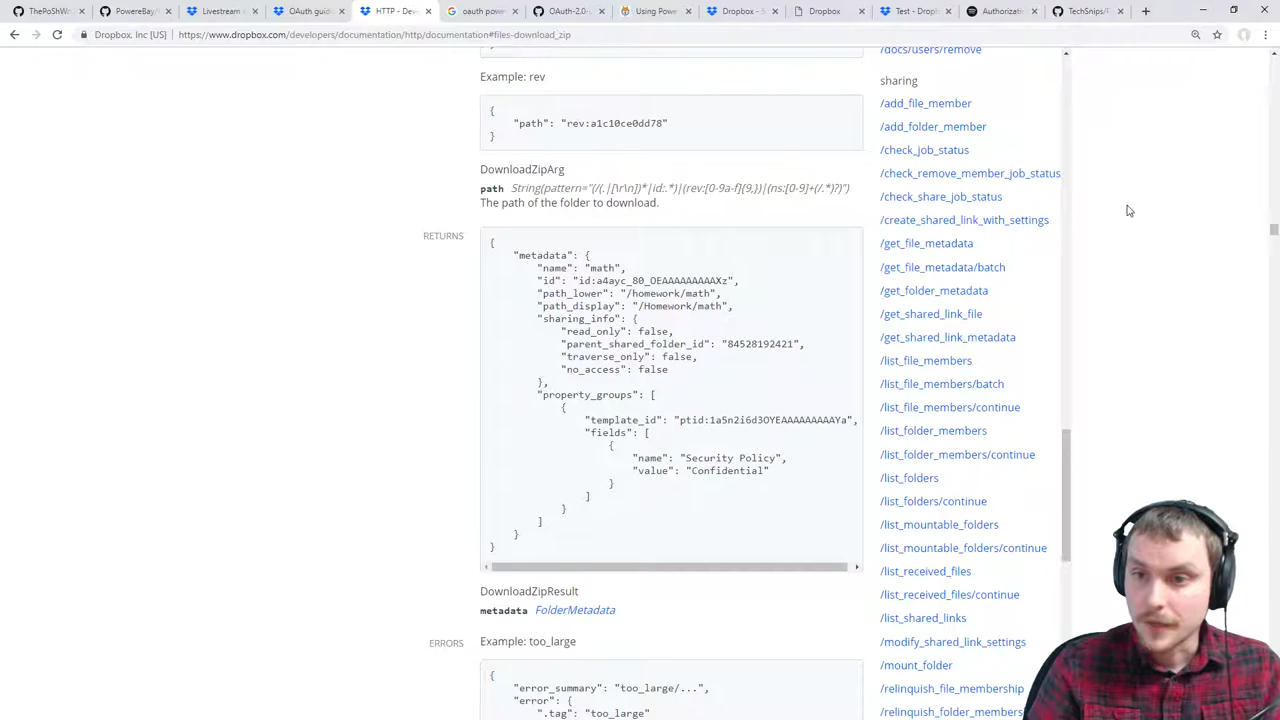 ThePoShWo
PowereBay/P
Livestream
OAuth guid
HTTP - Deve
oauth power
OAuth-2.0-
Using Power
Dropbox - S
Dropbox
Test - Dropb
Authorizati
TechSnips/F
Dropbox, Inc [US] | https://www.dropbox.com/developers/documentation/http/documentation#files-download_zip
Example: rev
{
"path": "rev:a1c10ce0dd78"
}
DownloadZipArg
path String(pattern="(/(.|[\r\n])*|id:.*)|(rev:[0-9a-f]{9,})|(ns:[0-9]+(/.*)?)")
The path of the folder to download.
RETURNS
{
"metadata": {
"name": "math",
"id": "id:a4ayc_80_OEAAAAAAAAAXz",
"path_lower": "/homework/math",
"path_display": "/Homework/math",
"sharing_info": {
"read_only": false,
"parent_shared_folder_id": "84528192421",
"traverse_only": false,
"no_access": false
},
"property_groups": [
{
"template_id": "ptid:1a5n2i6d3OYEAAAAAAAAAYa",
"fields": [
{
"name": "Security Policy",
"value": "Confidential"
}
]
}
]
}
}
DownloadZipResult
metadata FolderMetadata
ERRORS
Example: too_large
{
"error_summary": "too_large/...",
"error": {
".tag": "too_large"
/docs/users/remove
sharing
/add_file_member
/add_folder_member
/check_job_status
/check_remove_member_job_status
/check_share_job_status
/create_shared_link_with_settings
/get_file_metadata
/get_file_metadata/batch
/get_folder_metadata
/get_shared_link_file
/get_shared_link_metadata
/list_file_members
/list_file_members/batch
/list_file_members/continue
/list_folder_members
/list_folder_members/continue
/list_folders
/list_folders/continue
/list_mountable_folders
/list_mountable_folders/continue
/list_received_files
/list_received_files/continue
/list_shared_links
/modify_shared_link_settings
/mount_folder
/relinquish_file_membership
/relinquish_folder_members